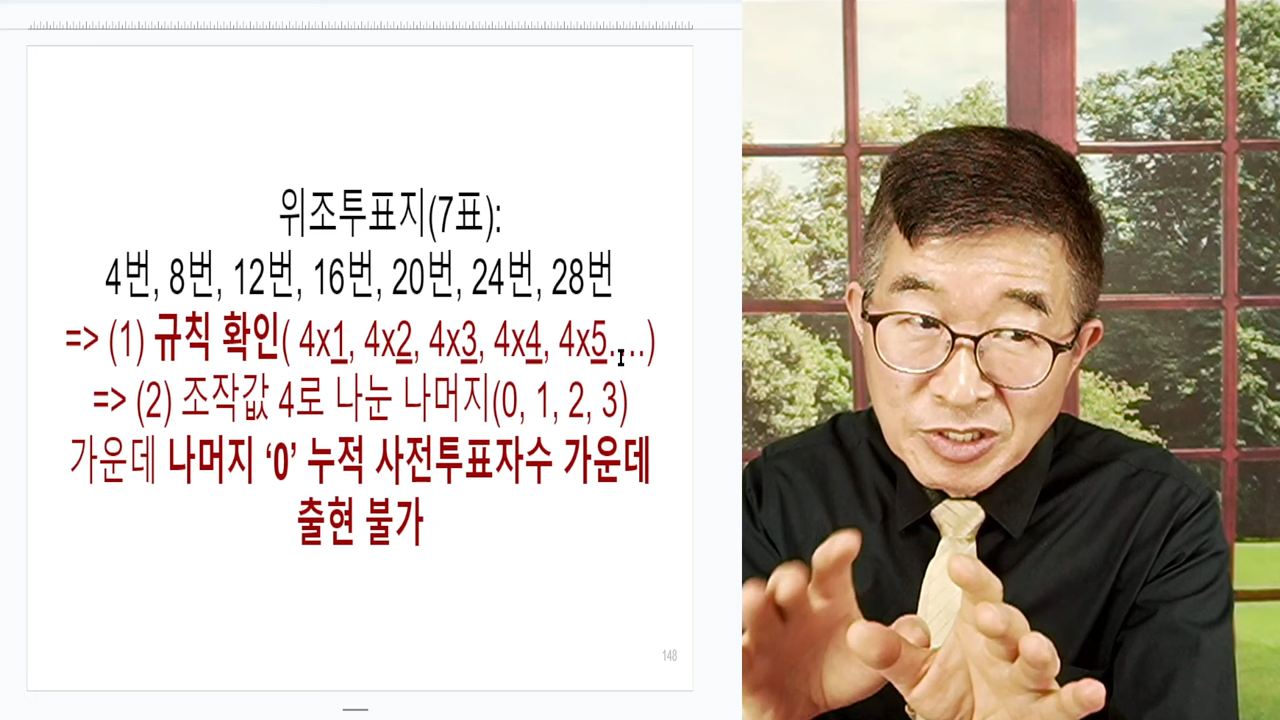 위조투표지(7표):
4번, 8번, 12번, 16번, 20번, 24번, 28번
=> (1) 규칙 확인( 4x1, 4x2, 4x3, 4x4, 4x5....)
=> (2) 조작값 4로 나눈 나머지(0, 1, 2, 3)
가운데 나머지 ‘0’ 누적 사전투표자수 가운데
출현 불가
148